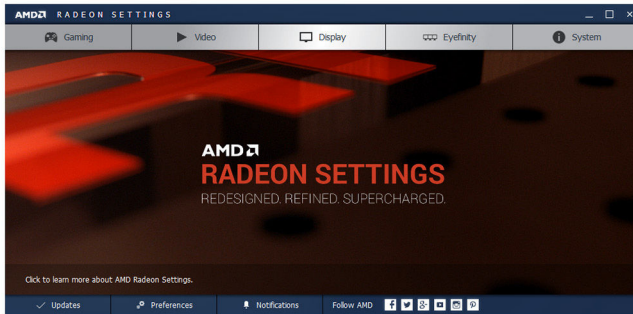 AMD RADEON SETTINGS
Gaming Video Display Eyefinity System
AMD
RADEON SETTINGS
REDESIGNED. REFINED. SUPERCHARGED.
Click to learn more about AMD Radeon Settings.
Updates Preferences Notifications Follow AMD